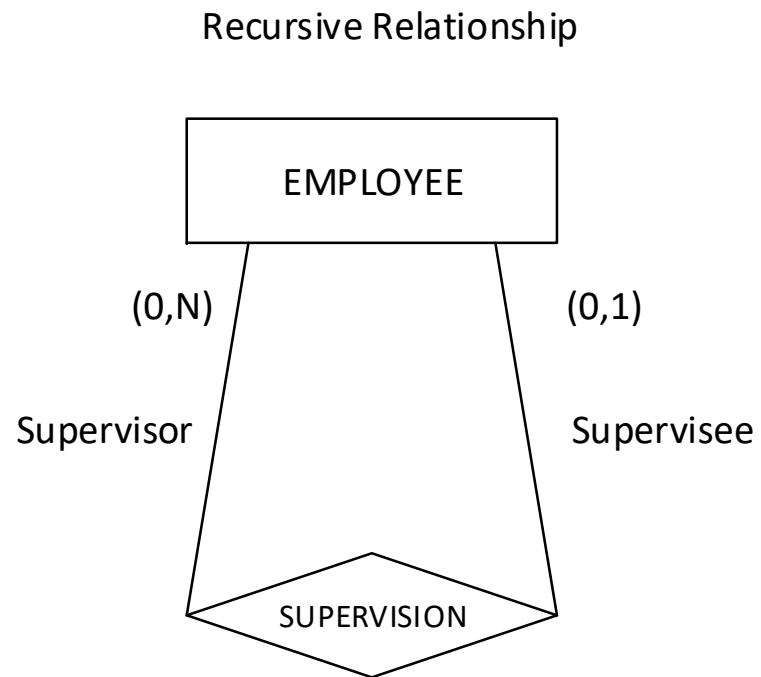 Recursive Relationship
EMPLOYEE
(0,N)
(0,1)
Supervisor
Supervisee
SUPERVISION